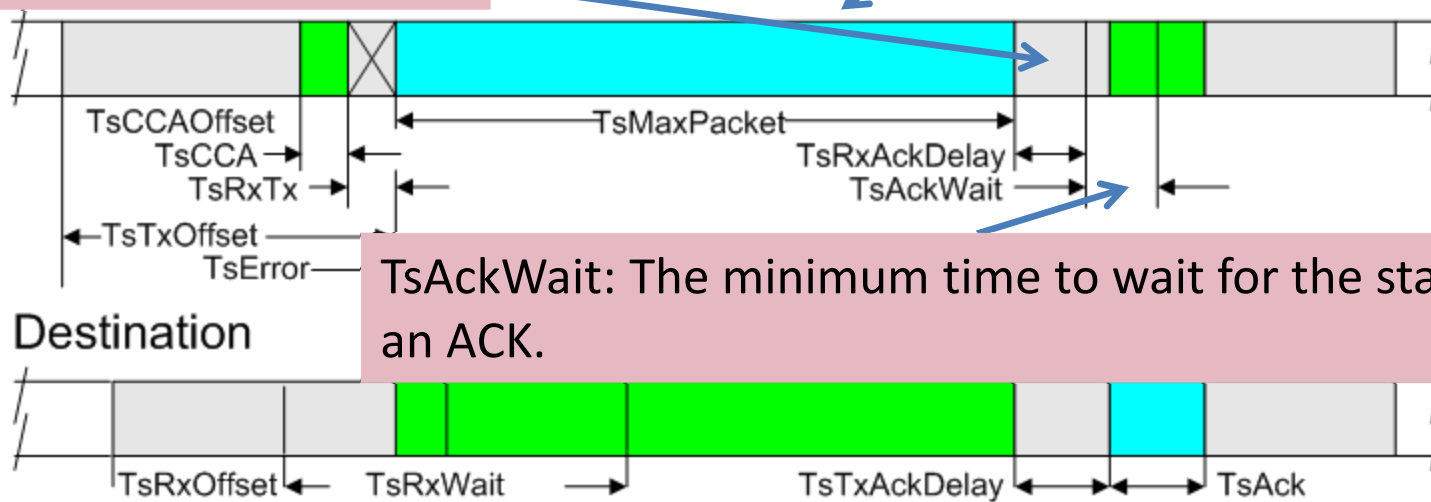 TsCCAOffset
TsMaxPacket
TsCCA
TsRxAckDelay
TsRxTx
TsAckWait
TsTxOffset
TsError
TsAckWait: The minimum time to wait for the
an ACK.
Destination
TsRxOffset
TsRxWait
TsTxAckDelay
TsAck